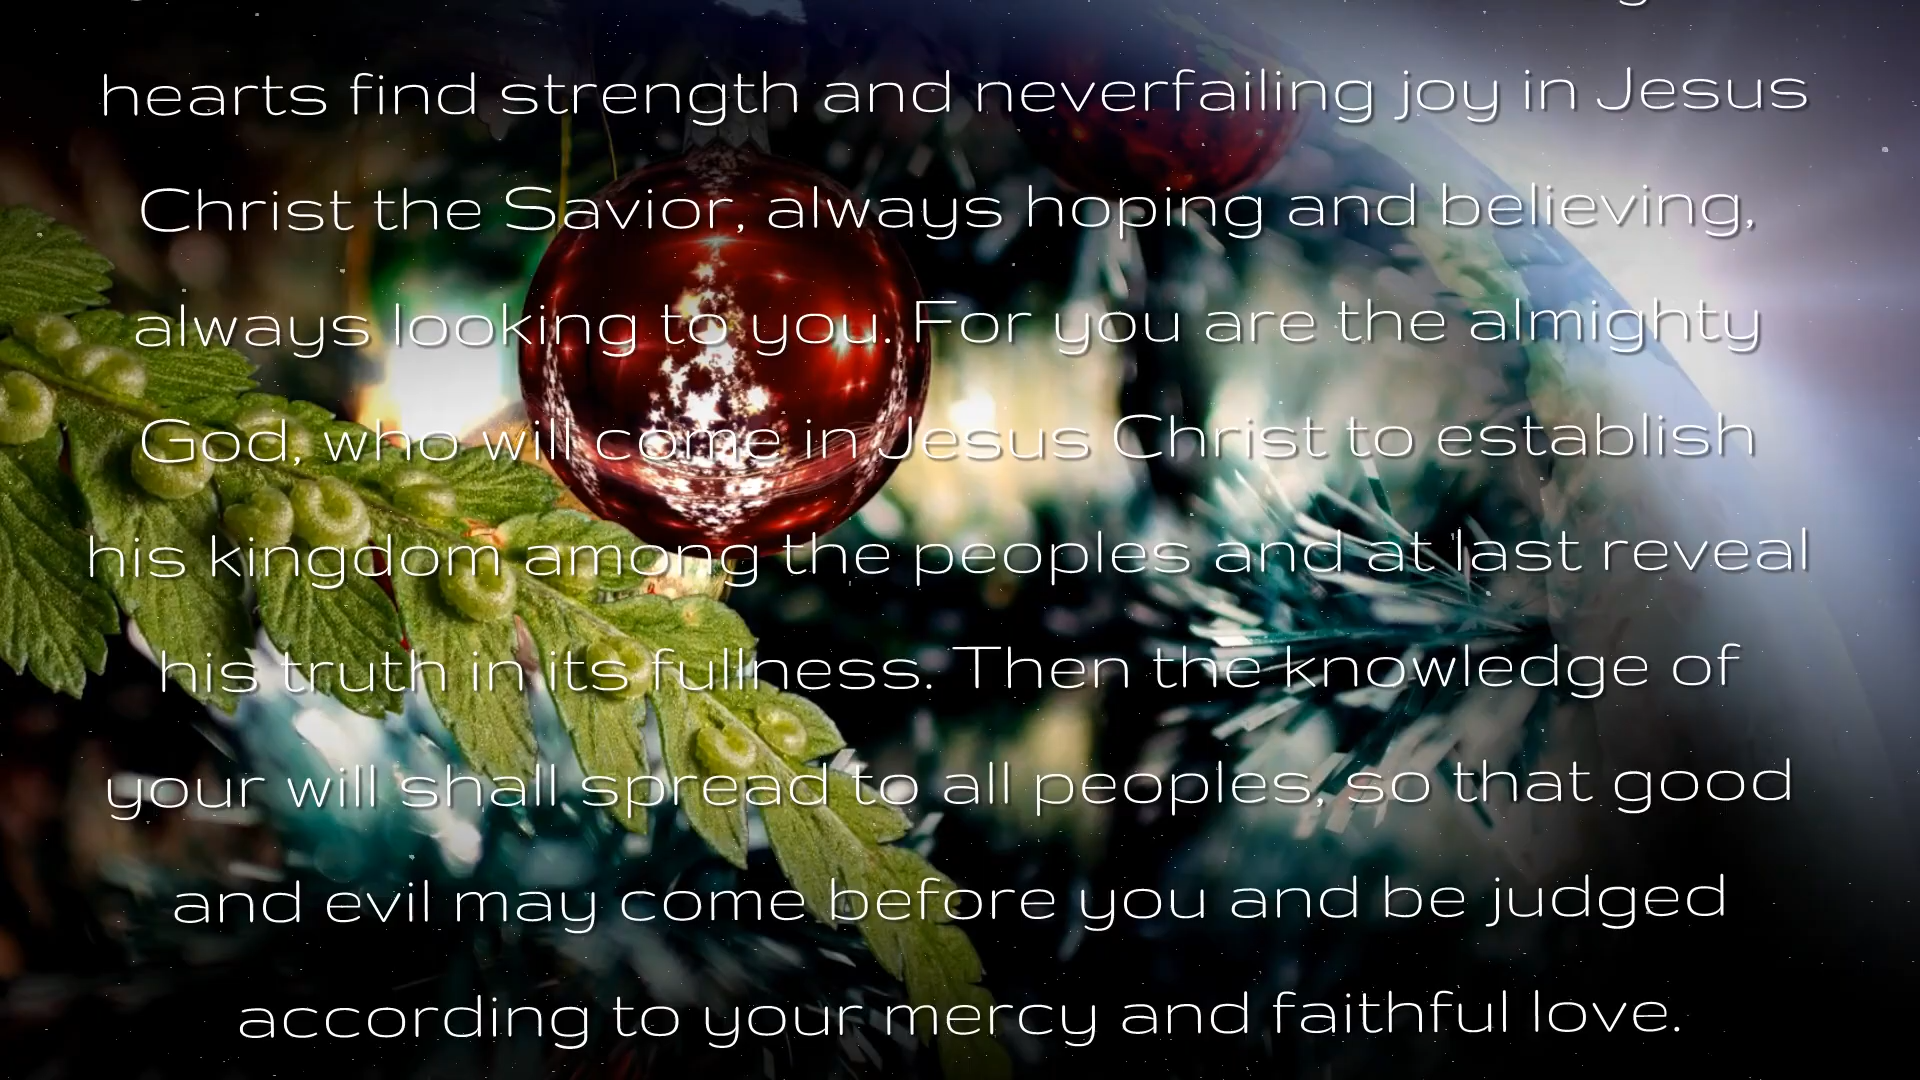 hearts find strength and neverfailing joy in Jesus
Christ the Savior, always hoping and believing,
always looking to you. For you are the almighty
God, who will come in Jesus Christ to establish
his kingdom among the peoples and at last reveal
his truth in its fullness. Then the knowledge of
your will shall spread to all peoples, so that good
and evil may come before you and be judged
according to your mercy and faithful love.